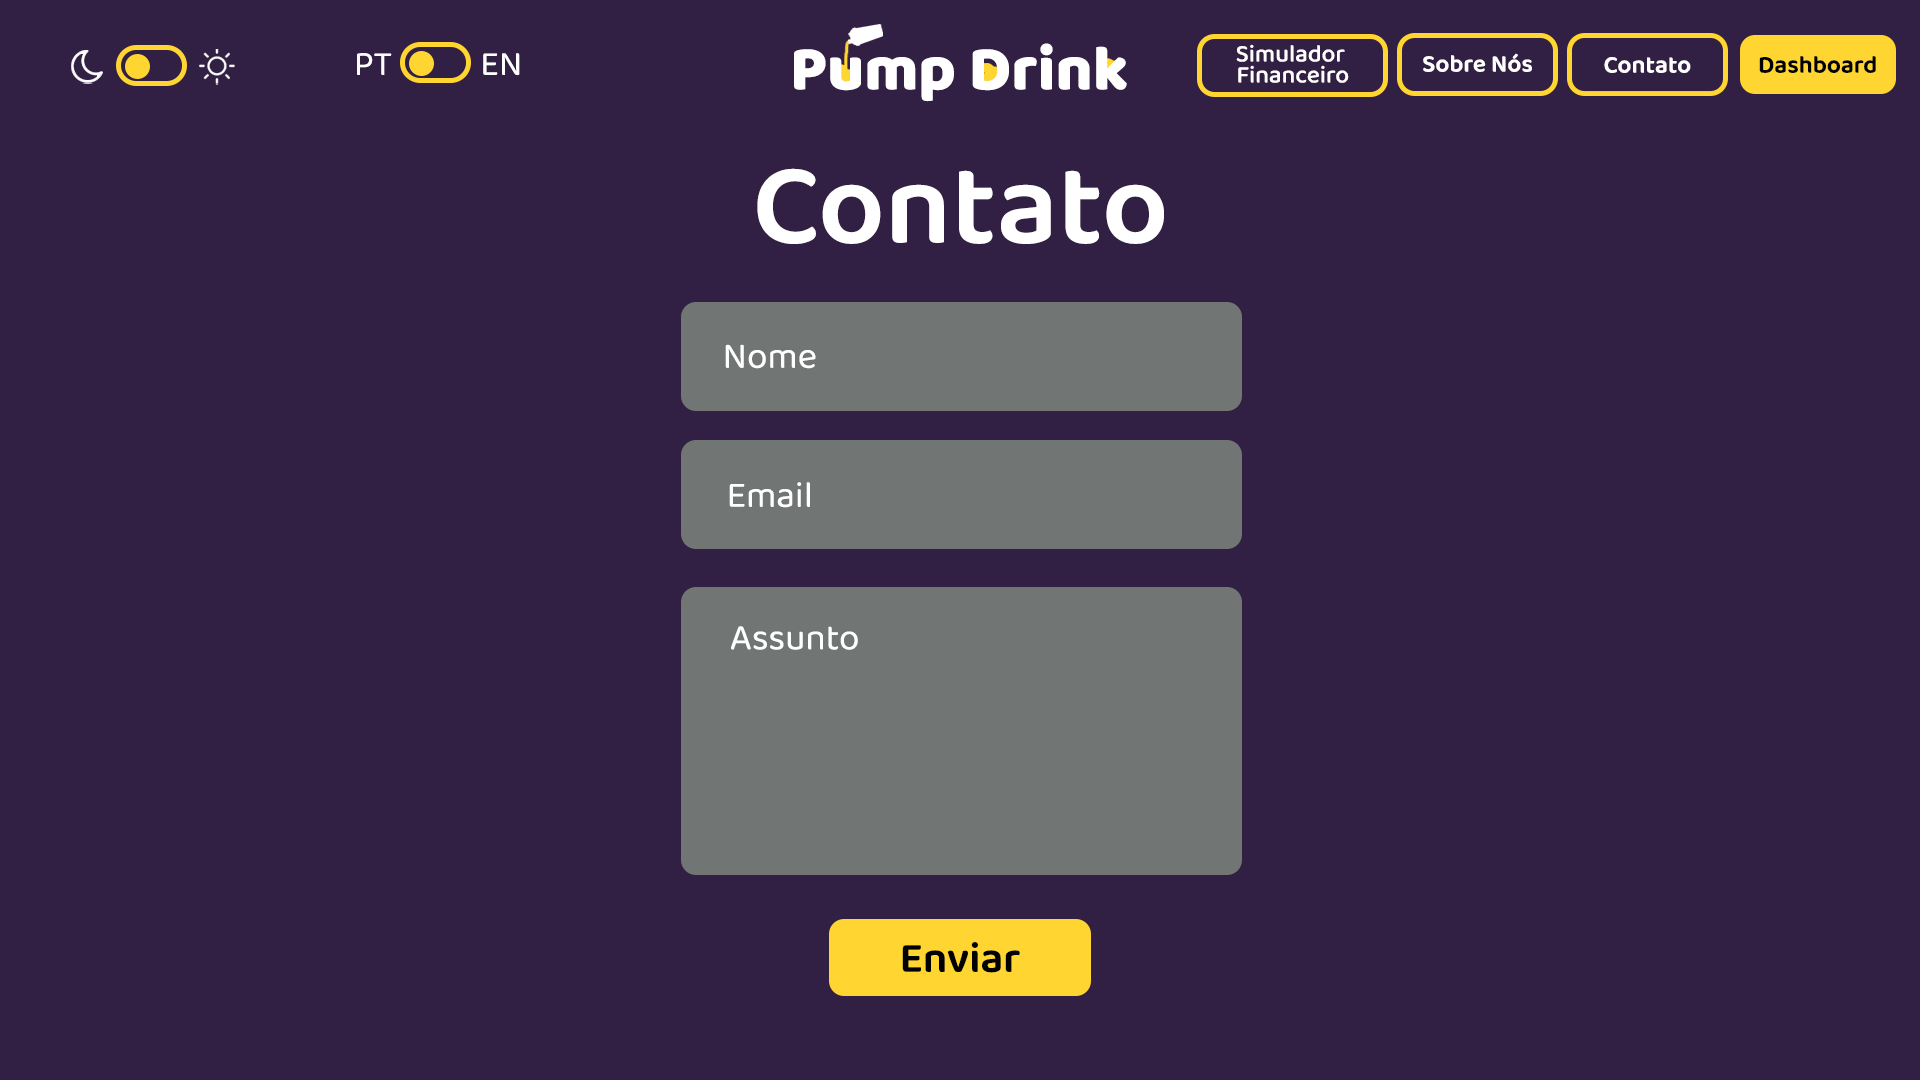 PT EN
Pump Drink
Simulador
Financeiro
Sobre Nós
Contato
Dashboard
Contato
Nome
Email
Assunto
Enviar